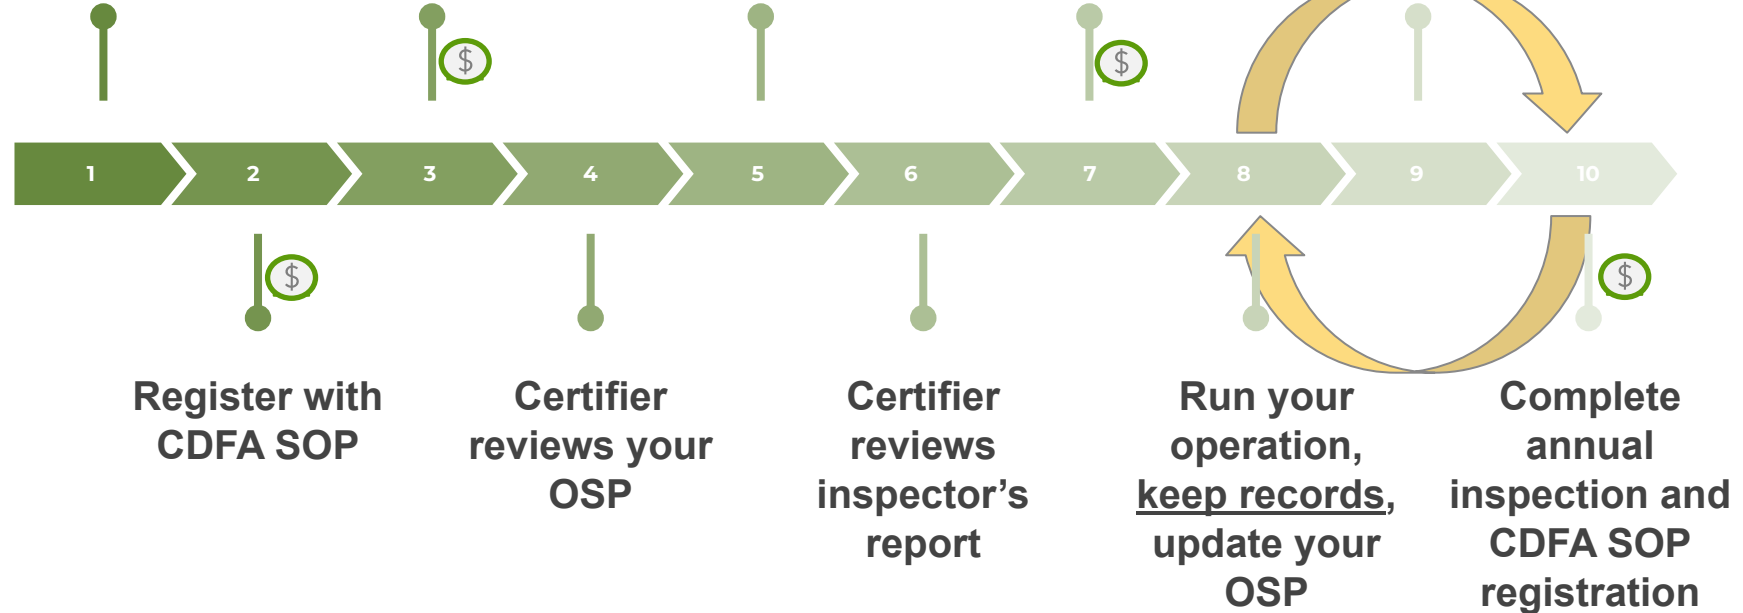 $
$
1 2 3 4 5 6 7 8 9 10
$
$
Register with
CDFA SOP
Certifier
reviews your
OSP
Certifier
reviews
inspector’s
report
Run your
operation,
keep records,
update your
OSP
Complete
annual
inspection and
CDFA SOP
registration